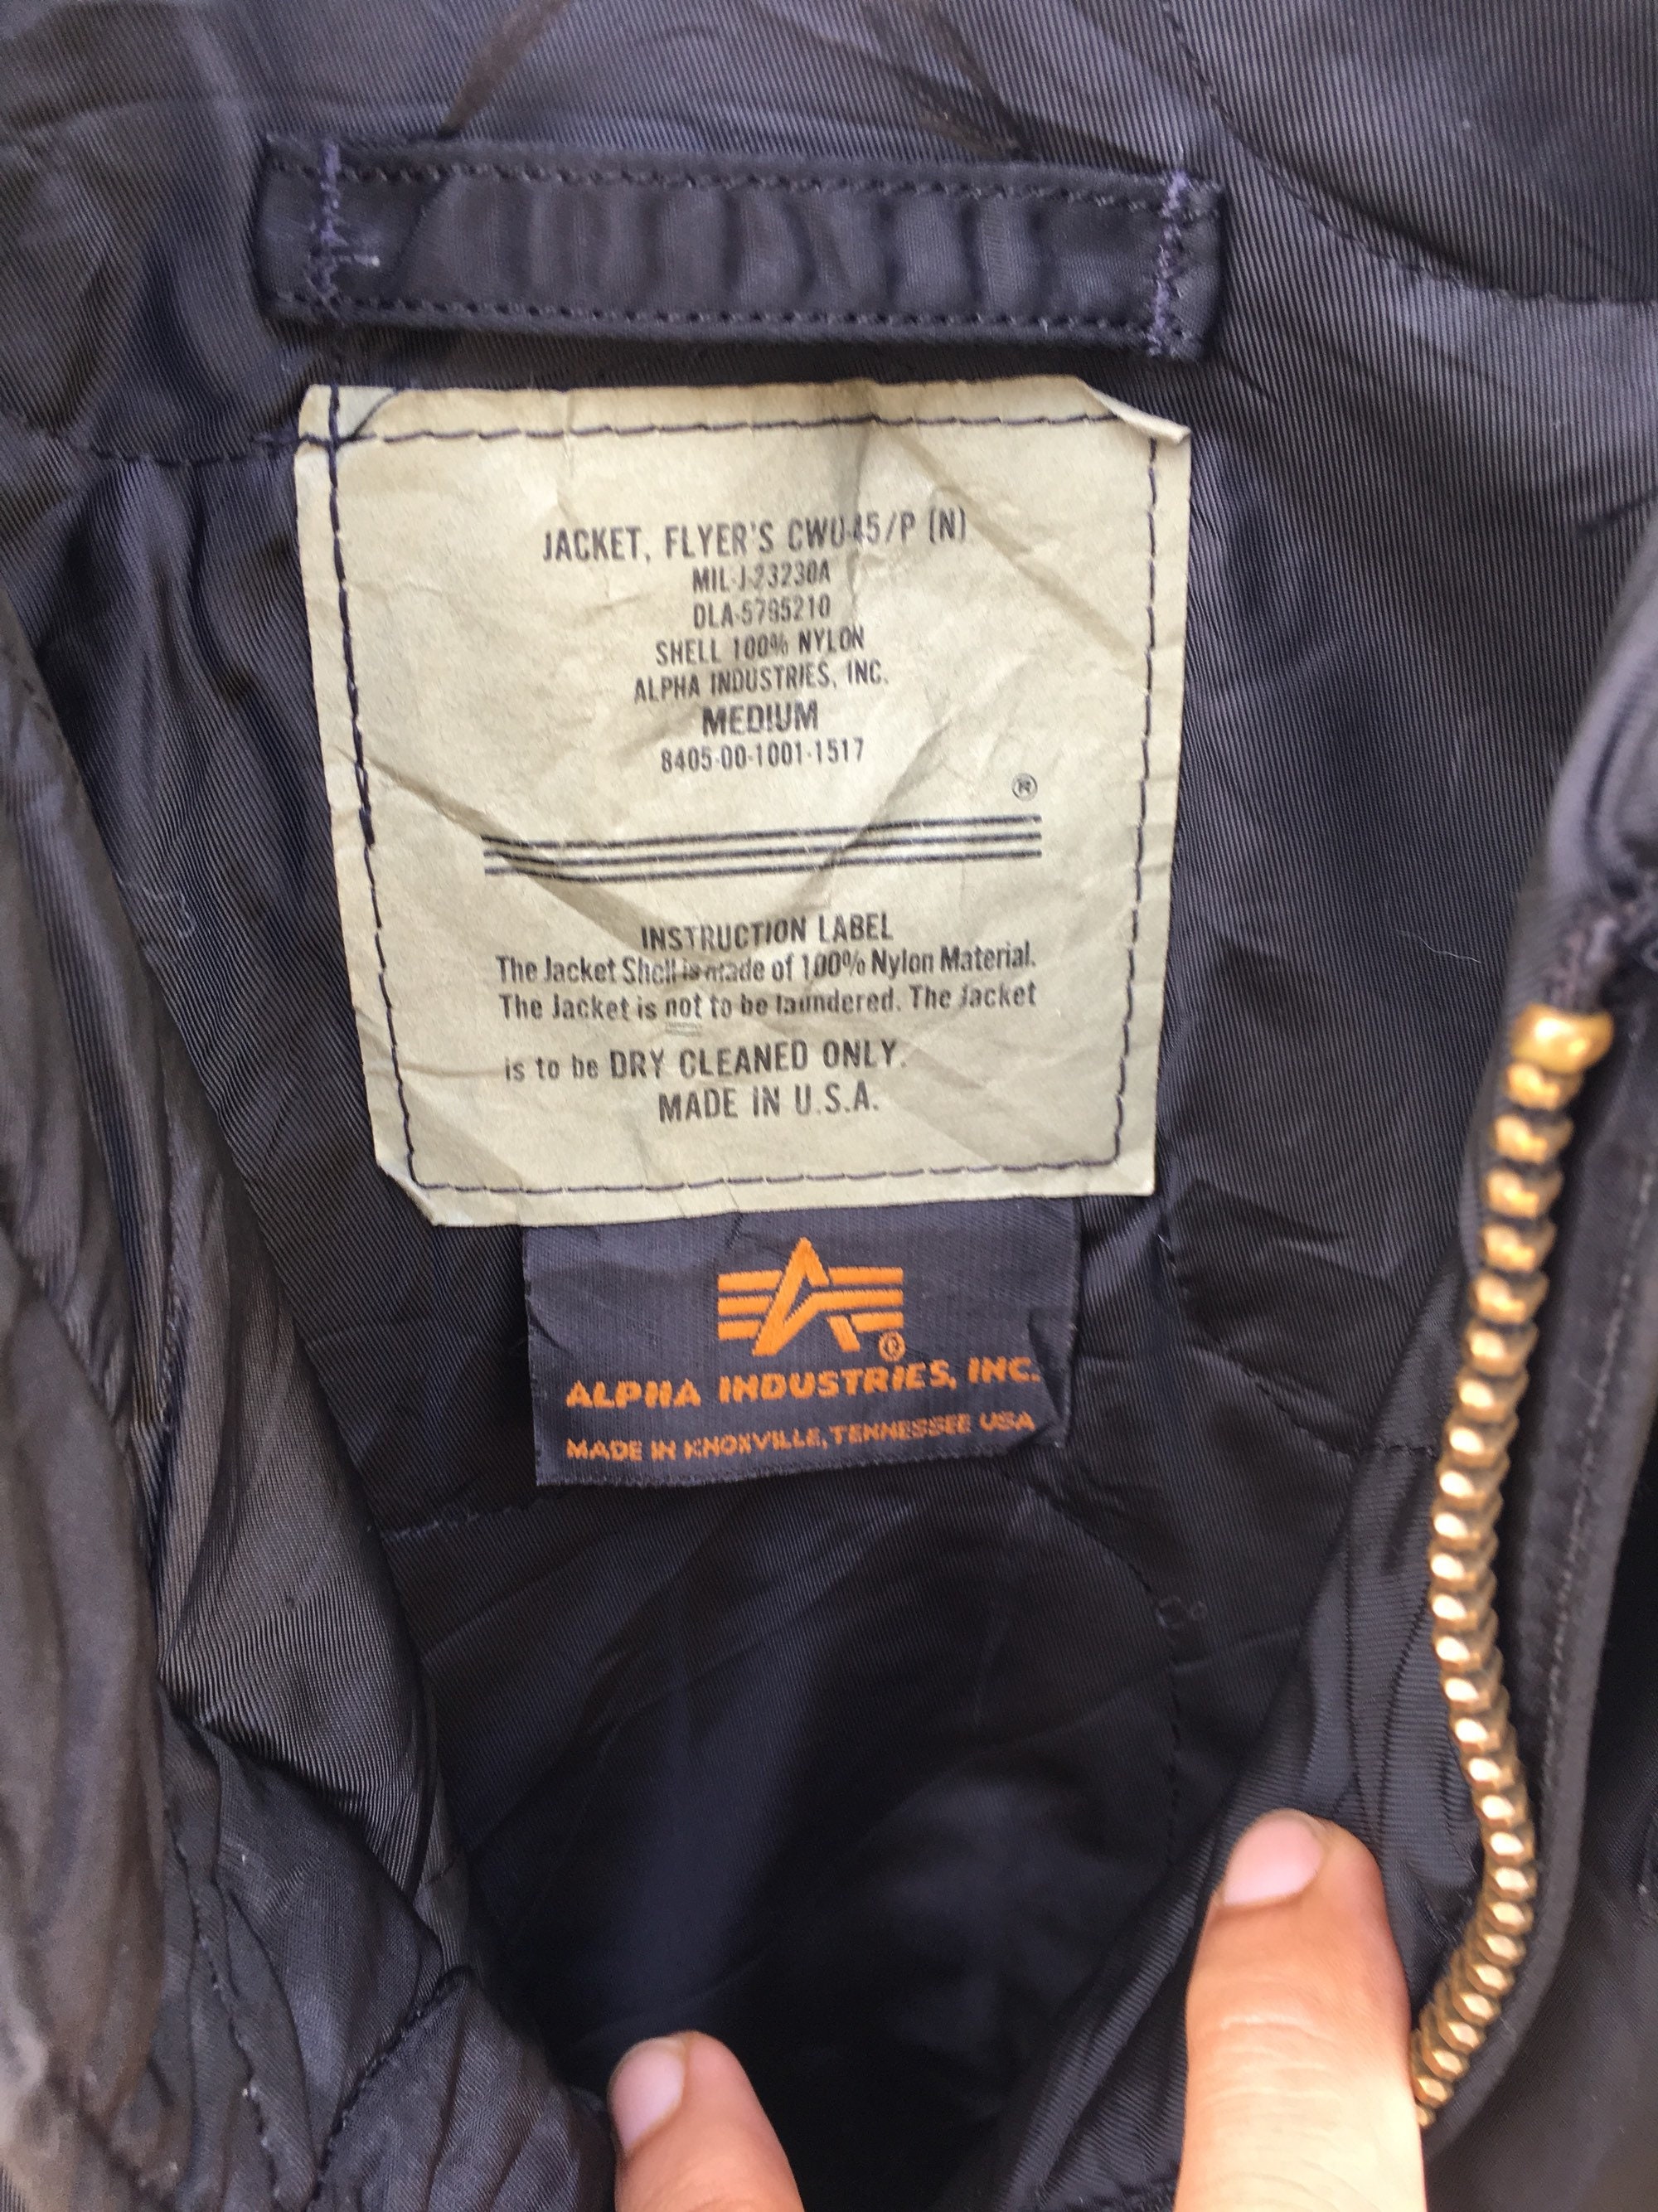 JACKET, FLYER'S CWU-45/P (N)
MIL-J-23230A
DLA-5795210
SHELL 100% NYLON
ALPHA INDUSTRIES, INC.
MEDIUM
8405-00-1001-1517
®
INSTRUCTION LABEL
The Jacket Shell is made of 100% Nylon Material.
The Jacket is not to be laundered. The Jacket
is to be DRY CLEANED ONLY.
MADE IN U.S.A.
®
ALPHA INDUSTRIES, INC.
MADE IN KNOXVILLE, TENNESSEE USA